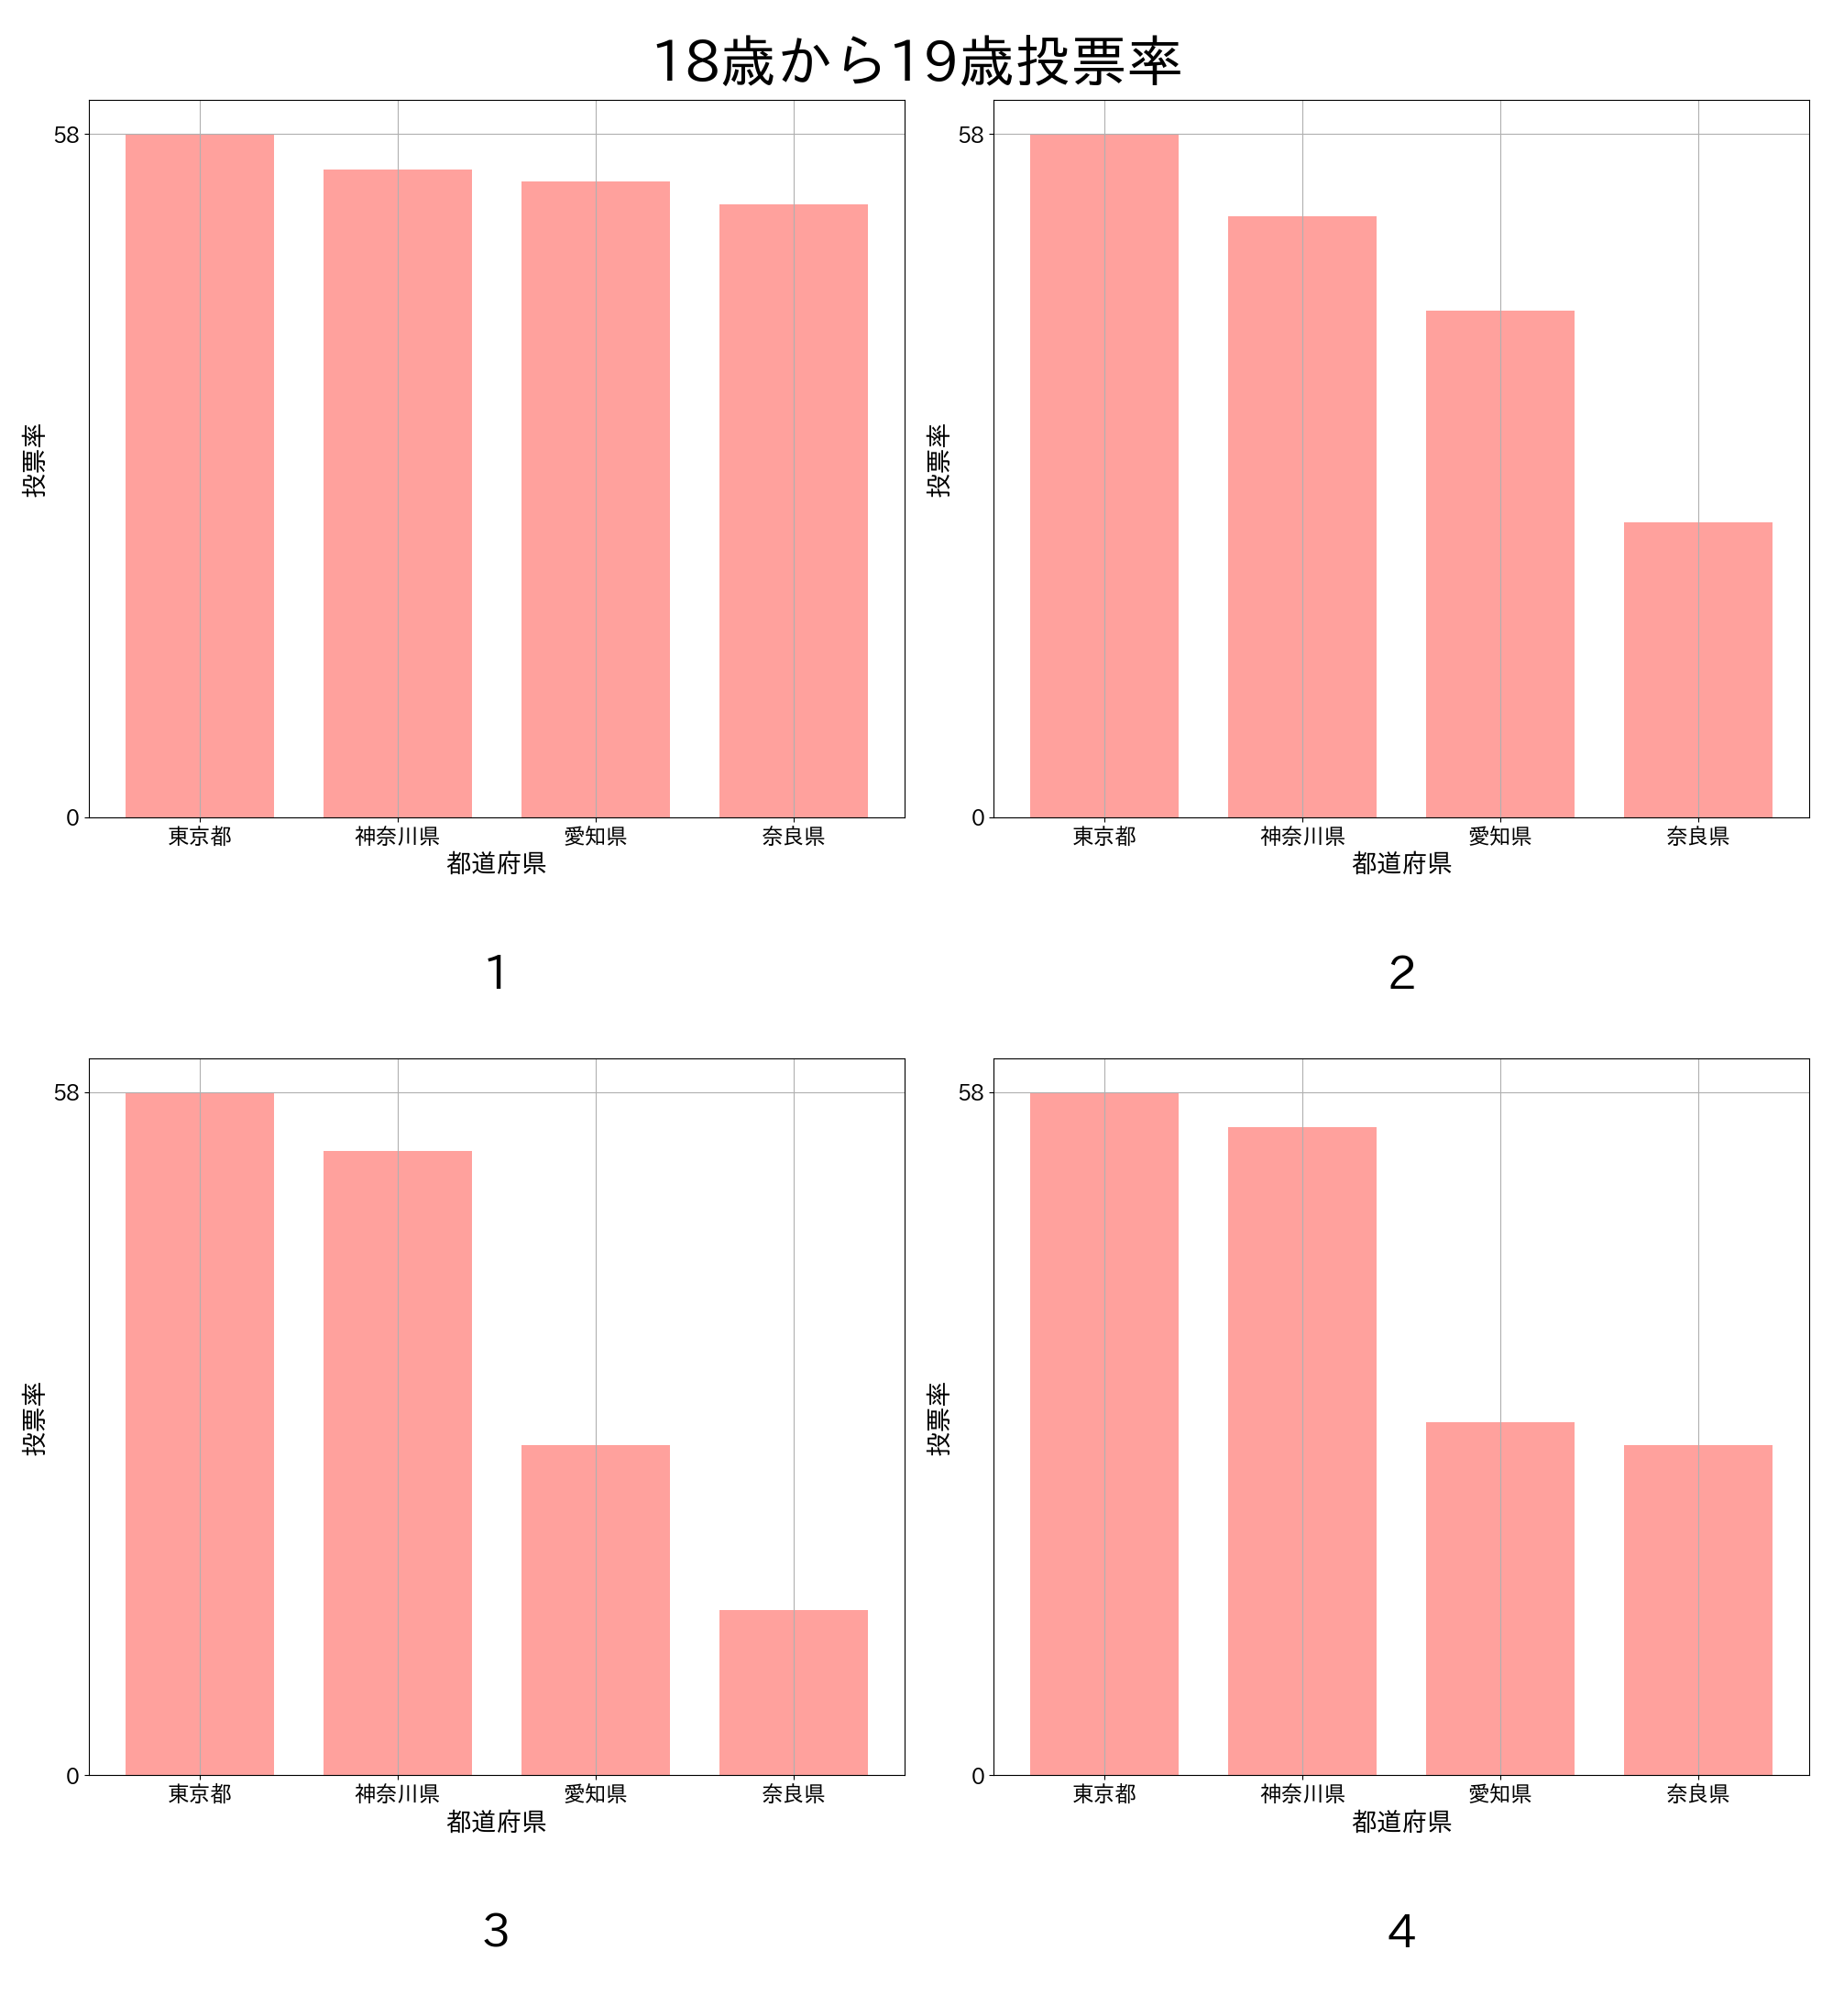 18歳から19歳投票率
58
0
投票率
東京都 神奈川県 愛知県 奈良県
都道府県
1
58
0
投票率
東京都 神奈川県 愛知県 奈良県
都道府県
2
58
0
投票率
東京都 神奈川県 愛知県 奈良県
都道府県
3
58
0
投票率
東京都 神奈川県 愛知県 奈良県
都道府県
4